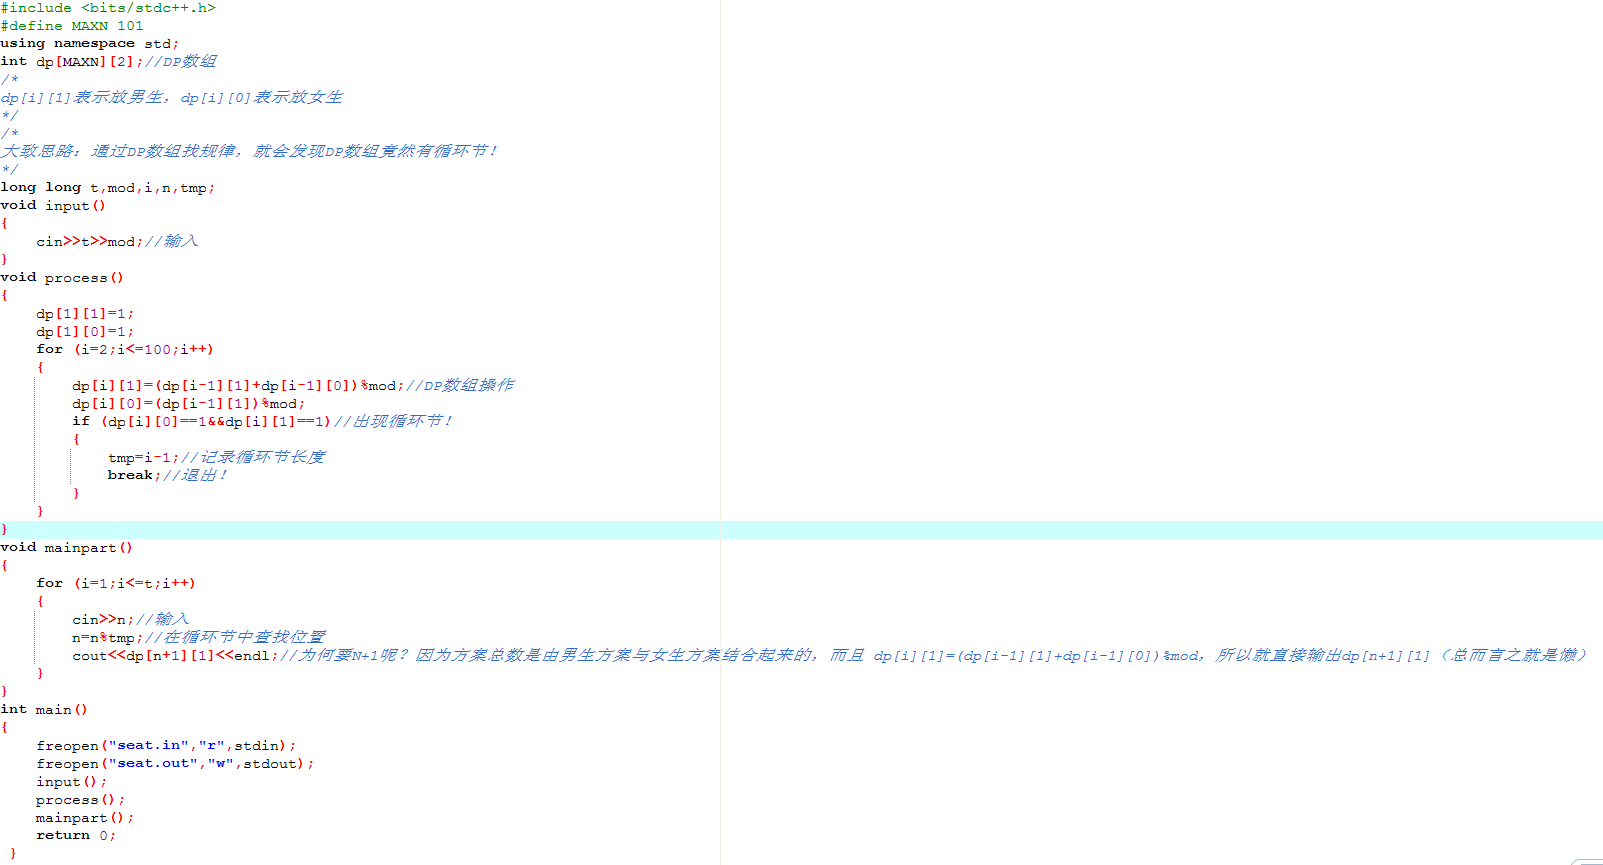 #include <bits/stdc++.h>
#define MAXN 101
using namespace std;
int dp[MAXN][2];//DP数组
/*
dp[i][1]表示放男生，dp[i][0]表示放女生
*/
/*
大致思路：通过DP数组找规律，就会发现DP数组竟然有循环节！
*/
long long t,mod,i,n,tmp;
void input()
{
    cin>>t>>mod;//输入
}
void process()
{
    dp[1][1]=1;
    dp[1][0]=1;
    for (i=2;i<=100;i++)
    {
        dp[i][1]=(dp[i-1][1]+dp[i-1][0])%mod;//DP数组操作
        dp[i][0]=(dp[i-1][1])%mod;
        if (dp[i][0]==1&&dp[i][1]==1)//出现循环节！
        {
            tmp=i-1;//记录循环节长度
            break;//退出！
        }
    }
}
void mainpart()
{
    for (i=1;i<=t;i++)
    {
        cin>>n;//输入
        n=n%tmp;//在循环节中查找位置
        cout<<dp[n+1][1]<<endl;//为何要N+1呢？因为方案总数是由男生方案与女生方案结合起来的，而且 dp[i][1]=(dp[i-1][1]+dp[i-1][0])%mod，所以就直接输出dp[n+1][1]（总而言之就是懒）
    }
}
int main()
{
    freopen("seat.in","r",stdin);
    freopen("seat.out","w",stdout);
    input();
    process();
    mainpart();
    return 0;
}